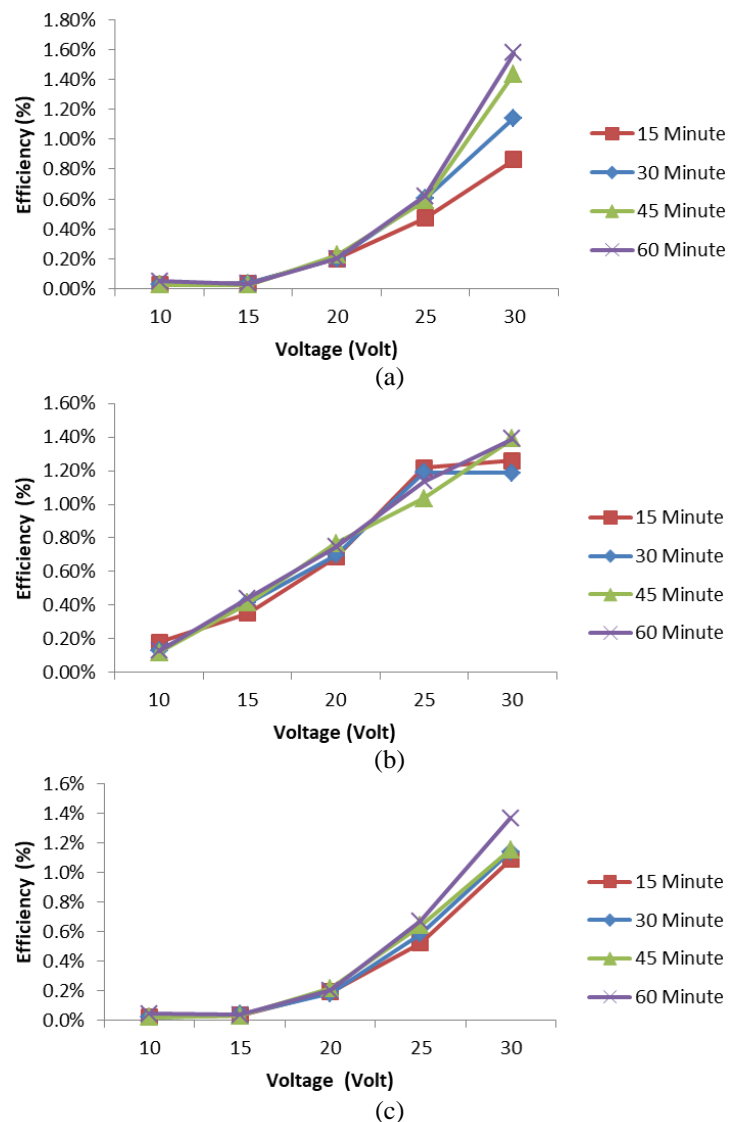 1.80%
1.60%
1.40%
1.20%
1.00%
0.80%
0.60%
0.40%
0.20%
0.00%
Efficiency (%)
10 15 20 25 30
Voltage (Volt)
15 Minute
30 Minute
45 Minute
60 Minute
(a)
1.60%
1.40%
1.20%
1.00%
0.80%
0.60%
0.40%
0.20%
0.00%
Efficiency (%)
10 15 20 25 30
Voltage (Volt)
15 Minute
30 Minute
45 Minute
60 Minute
(b)
1.6%
1.4%
1.2%
1.0%
0.8%
0.6%
0.4%
0.2%
0.0%
Efficiency (%)
10 15 20 25 30
Voltage (Volt)
15 Minute
30 Minute
45 Minute
60 Minute
(c)